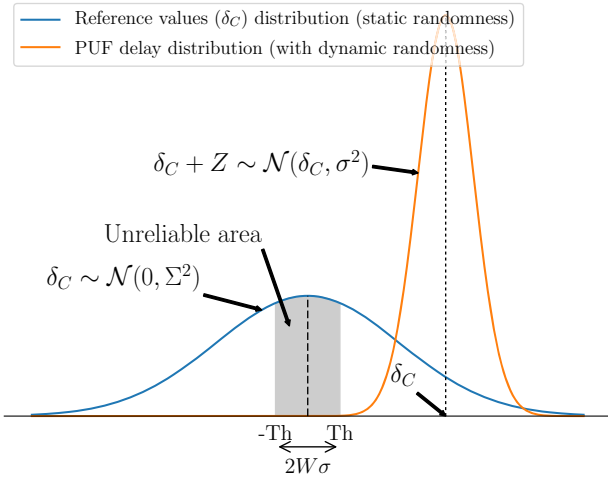 Reference values (δ_C) distribution (static randomness)
PUF delay distribution (with dynamic randomness)
δ_C + Z ∼ 𝒩(δ_C, σ²)
Unreliable area
δ_C ∼ 𝒩(0, Σ²)
δ_C
-Th Th
2Wσ